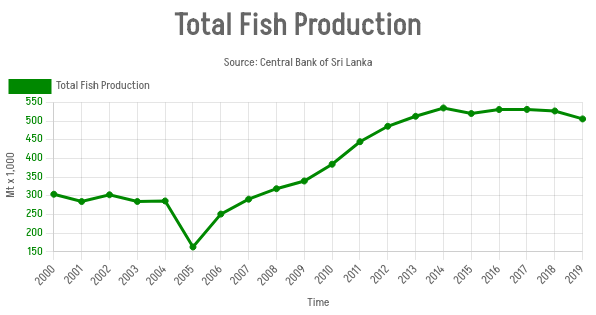 Total Fish Production
Source: Central Bank of Sri Lanka
Total Fish Production
550
500
450
400
350
300
250
200
150
Mt x 1,000
2000 2001 2002 2003 2004 2005 2006 2007 2008 2009 2010 2011 2012 2013 2014 2015 2016 2017 2018 2019
Time